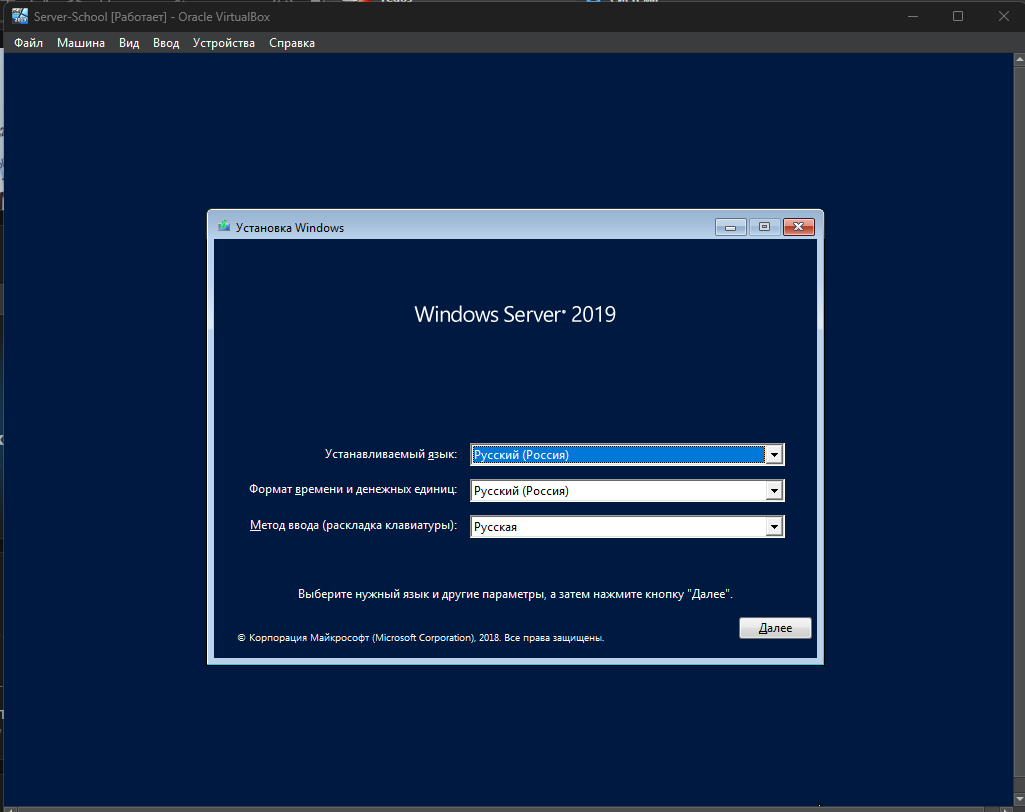 Server-School [Работает] - Oracle VirtualBox
Файл Машина Вид Ввод Устройства Справка
Установка Windows
Windows Server® 2019
Устанавливаемый язык: Русский (Россия)
Формат времени и денежных единиц: Русский (Россия)
Метод ввода (раскладка клавиатуры): Русская
Выберите нужный язык и другие параметры, а затем нажмите кнопку "Далее".
Далее
© Корпорация Майкрософт (Microsoft Corporation), 2018. Все права защищены.